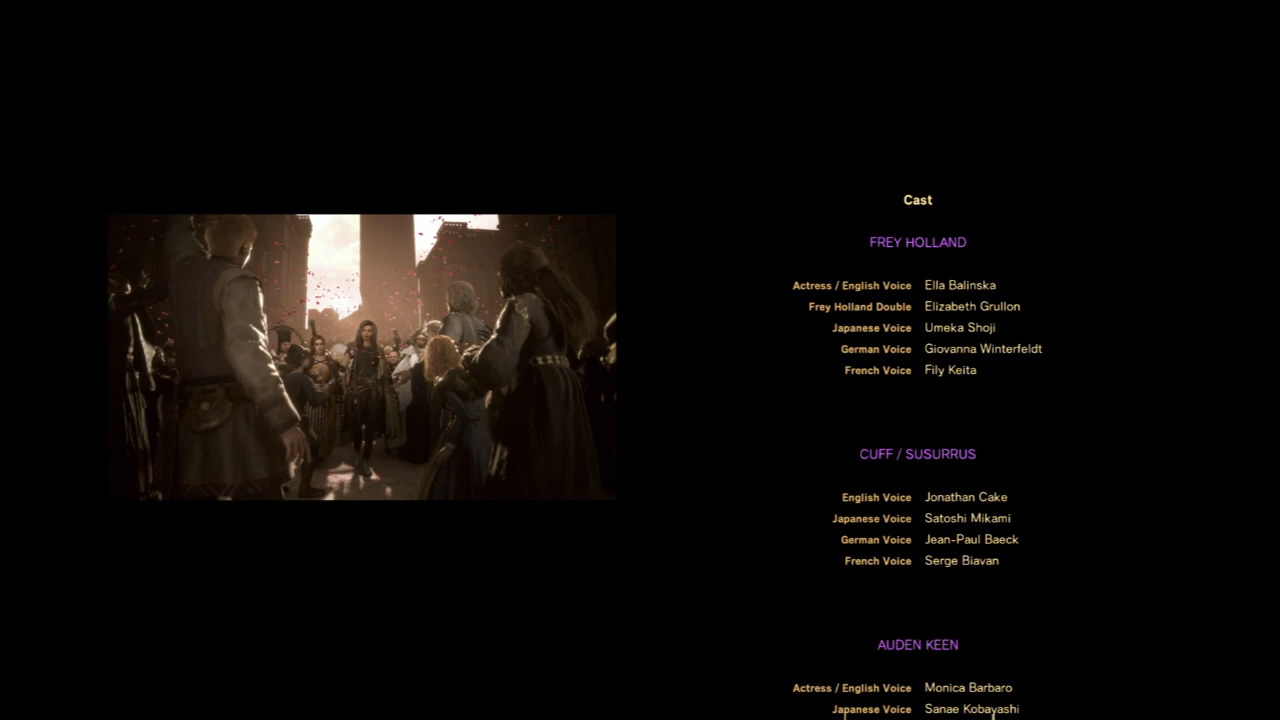 Cast
FREY HOLLAND
Actress / English Voice Ella Balinska
Frey Holland Double Elizabeth Grullon
Japanese Voice Umeka Shoji
German Voice Giovanna Winterfeldt
French Voice Fily Keita
CUFF / SUSURRUS
English Voice Jonathan Cake
Japanese Voice Satoshi Mikami
German Voice Jean-Paul Baeck
French Voice Serge Biavan
AUDEN KEEN
Actress / English Voice Monica Barbaro
Japanese Voice Sanae Kobayashi